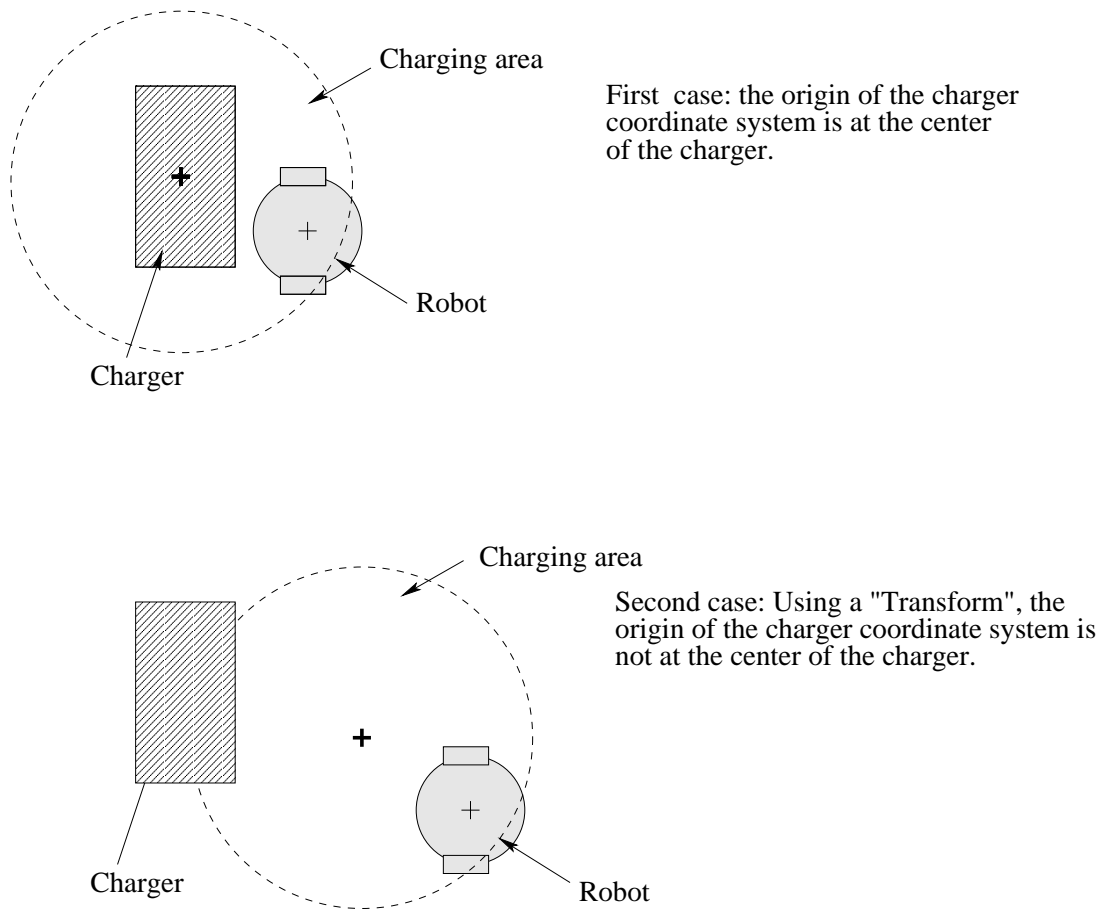 Charging area
First case: the origin of the charger
coordinate system is at the center
of the charger.
Robot
Charger
Charging area
Second case: Using a "Transform", the
origin of the charger coordinate system is
not at the center of the charger.
Charger
Robot